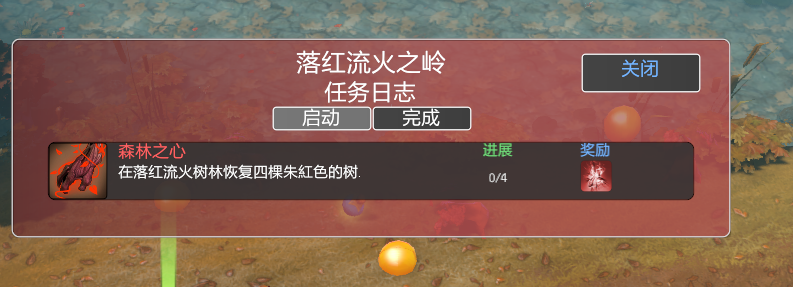 落红流火之岭
关闭
任务日志
启动 完成
森林之心 进展 奖励
在落红流火树林恢复四棵朱紅色的树.
0/4